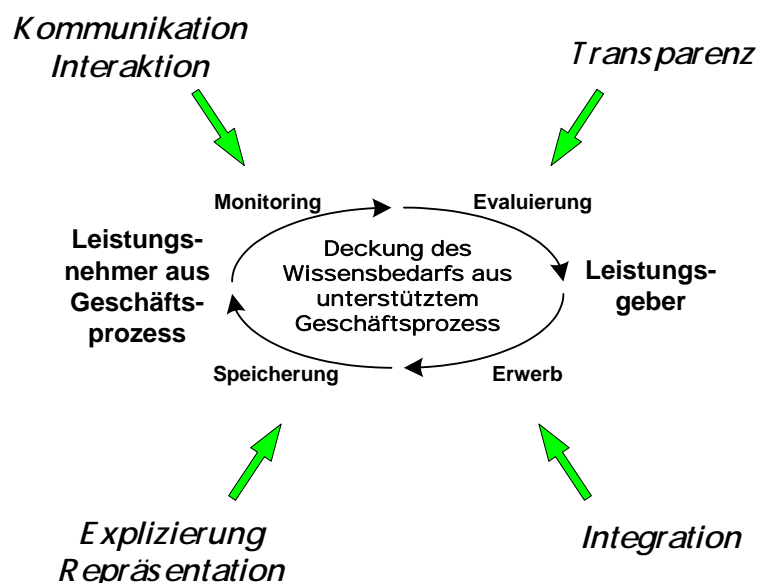 Kommunikation
Interaktion
Transparenz
Monitoring
Evaluierung
Leistungs-
nehmer aus
Geschäfts-
prozess
Deckung des
Wissensbedarfs aus
unterstütztem
Geschäftsprozess
Leistungs-
geber
Speicherung
Erwerb
Explizierung
Repräsentation
Integration